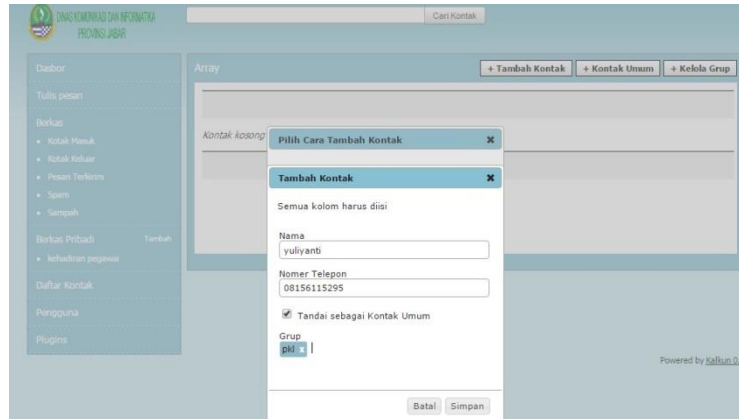 DINAS KOMUNIKASI DAN INFORMATIKA
PROVINSI JABAR
Cari Kontak
Dasbor
Tulis pesan
Berkas
Kotak Masuk
Kotak Keluar
Pesan Terkirim
Spam
Sampah
Berkas Pribadi Tambah
kehadiran pegawai
Daftar Kontak
Pengguna
Plugins
Array
+ Tambah Kontak + Kontak Umum + Kelola Grup
Kontak kosong
Pilih Cara Tambah Kontak x
Tambah Kontak x
Semua kolom harus diisi
Nama
yuliyanti
Nomer Telepon
08156115295
Tandai sebagai Kontak Umum
Grup
pkl x
Batal Simpan
Powered by Kalkun 0.